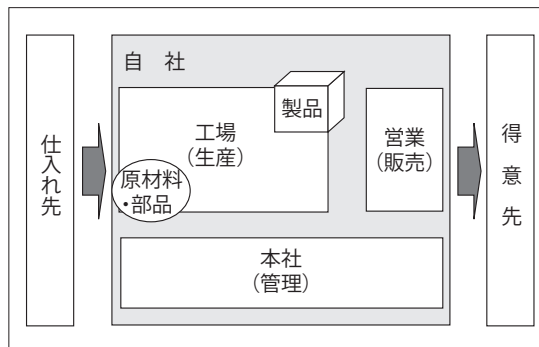 仕入れ先
自　社
工場
（生産）
製品
原材料
・部品
営業
（販売）
本社
（管理）
得意先